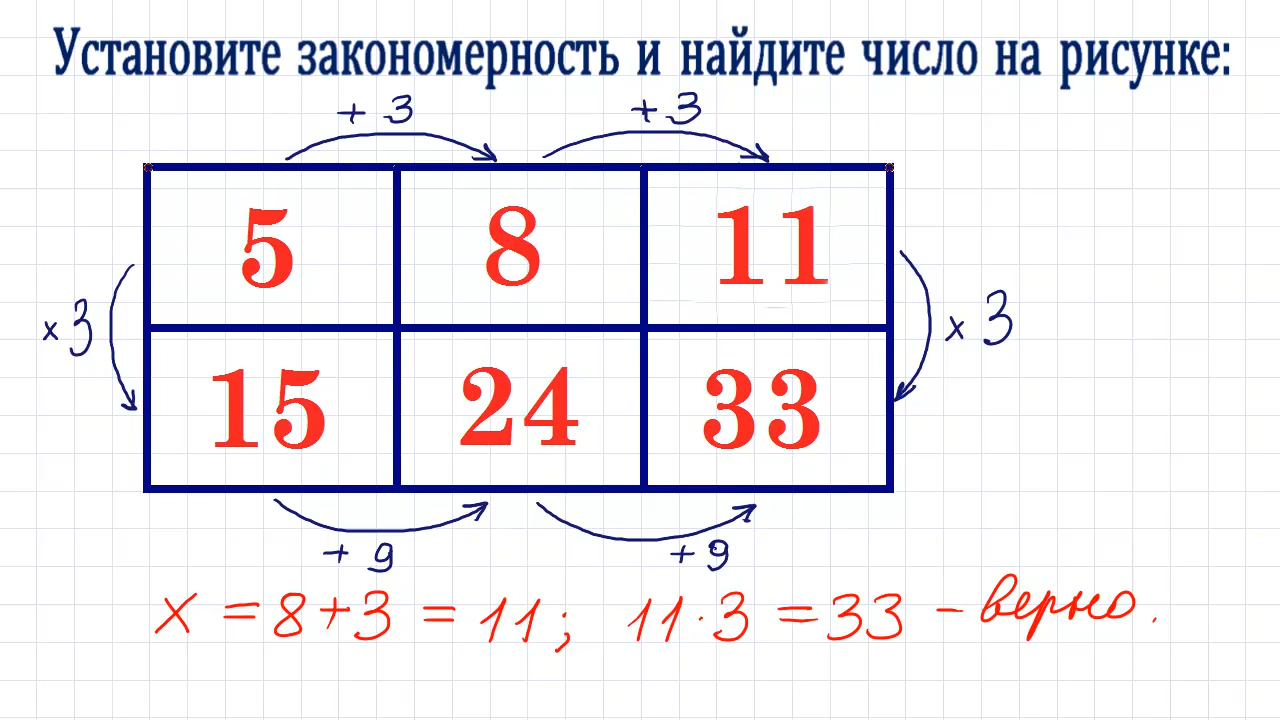 Установите закономерность и найдите число на рисунке:
+ 3 + 3
5 8 11
× 3 × 3
15 24 33
+ 9 + 9
x = 8 + 3 = 11; 11 · 3 = 33 – верно.